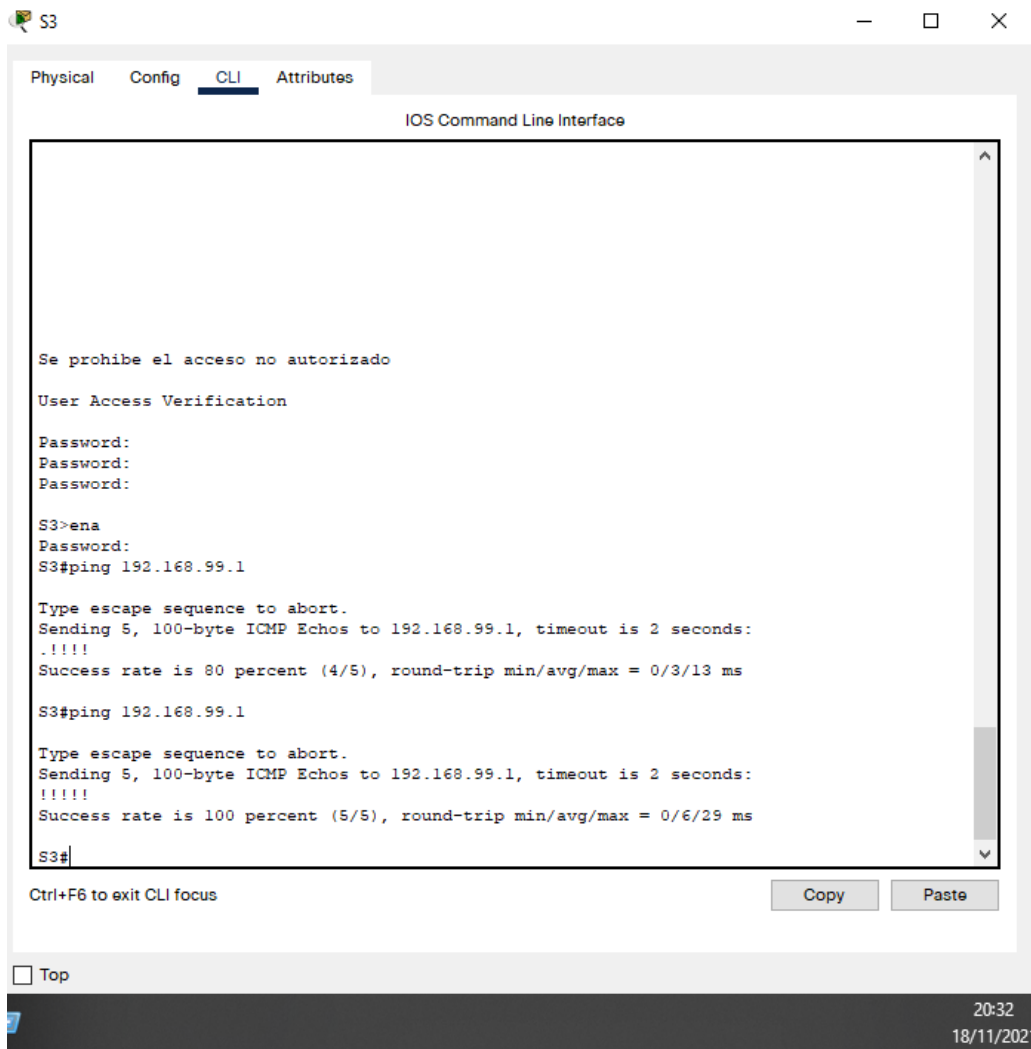 S3
Physical Config CLI Attributes
IOS Command Line Interface
Se prohibe el acceso no autorizado
User Access Verification
Password:
Password:
Password:
S3>ena
Password:
S3#ping 192.168.99.1
Type escape sequence to abort.
Sending 5, 100-byte ICMP Echos to 192.168.99.1, timeout is 2 seconds:
.!!!!
Success rate is 80 percent (4/5), round-trip min/avg/max = 0/3/13 ms
S3#ping 192.168.99.1
Type escape sequence to abort.
Sending 5, 100-byte ICMP Echos to 192.168.99.1, timeout is 2 seconds:
!!!!!
Success rate is 100 percent (5/5), round-trip min/avg/max = 0/6/29 ms
S3#
Ctrl+F6 to exit CLI focus
Copy Paste
Top
20:32